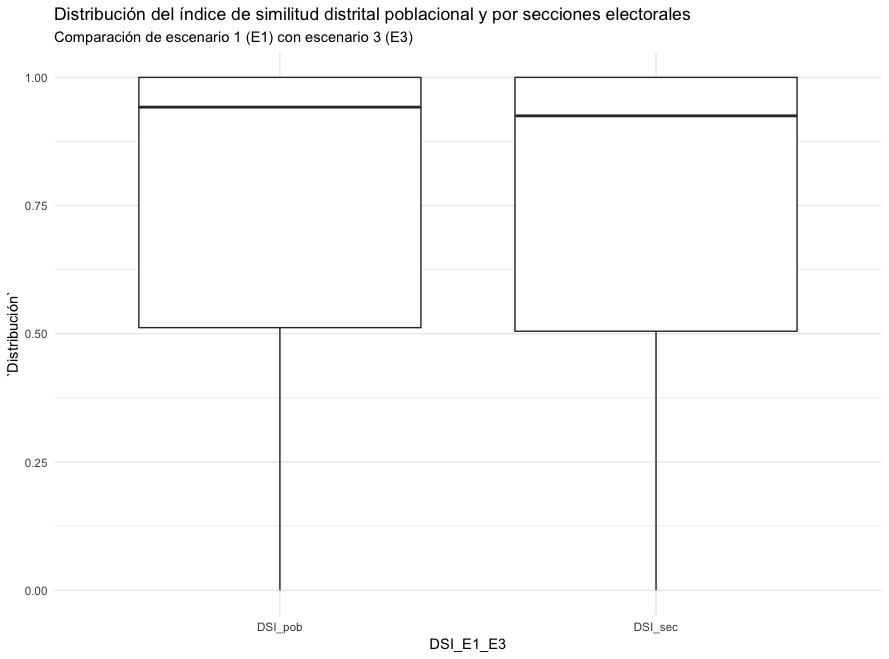 Distribución del índice de similitud distrital poblacional y por secciones electorales
Comparación de escenario 1 (E1) con escenario 3 (E3)
`Distribución`
1.00
0.75
0.50
0.25
0.00
DSI_pob
DSI_sec
DSI_E1_E3